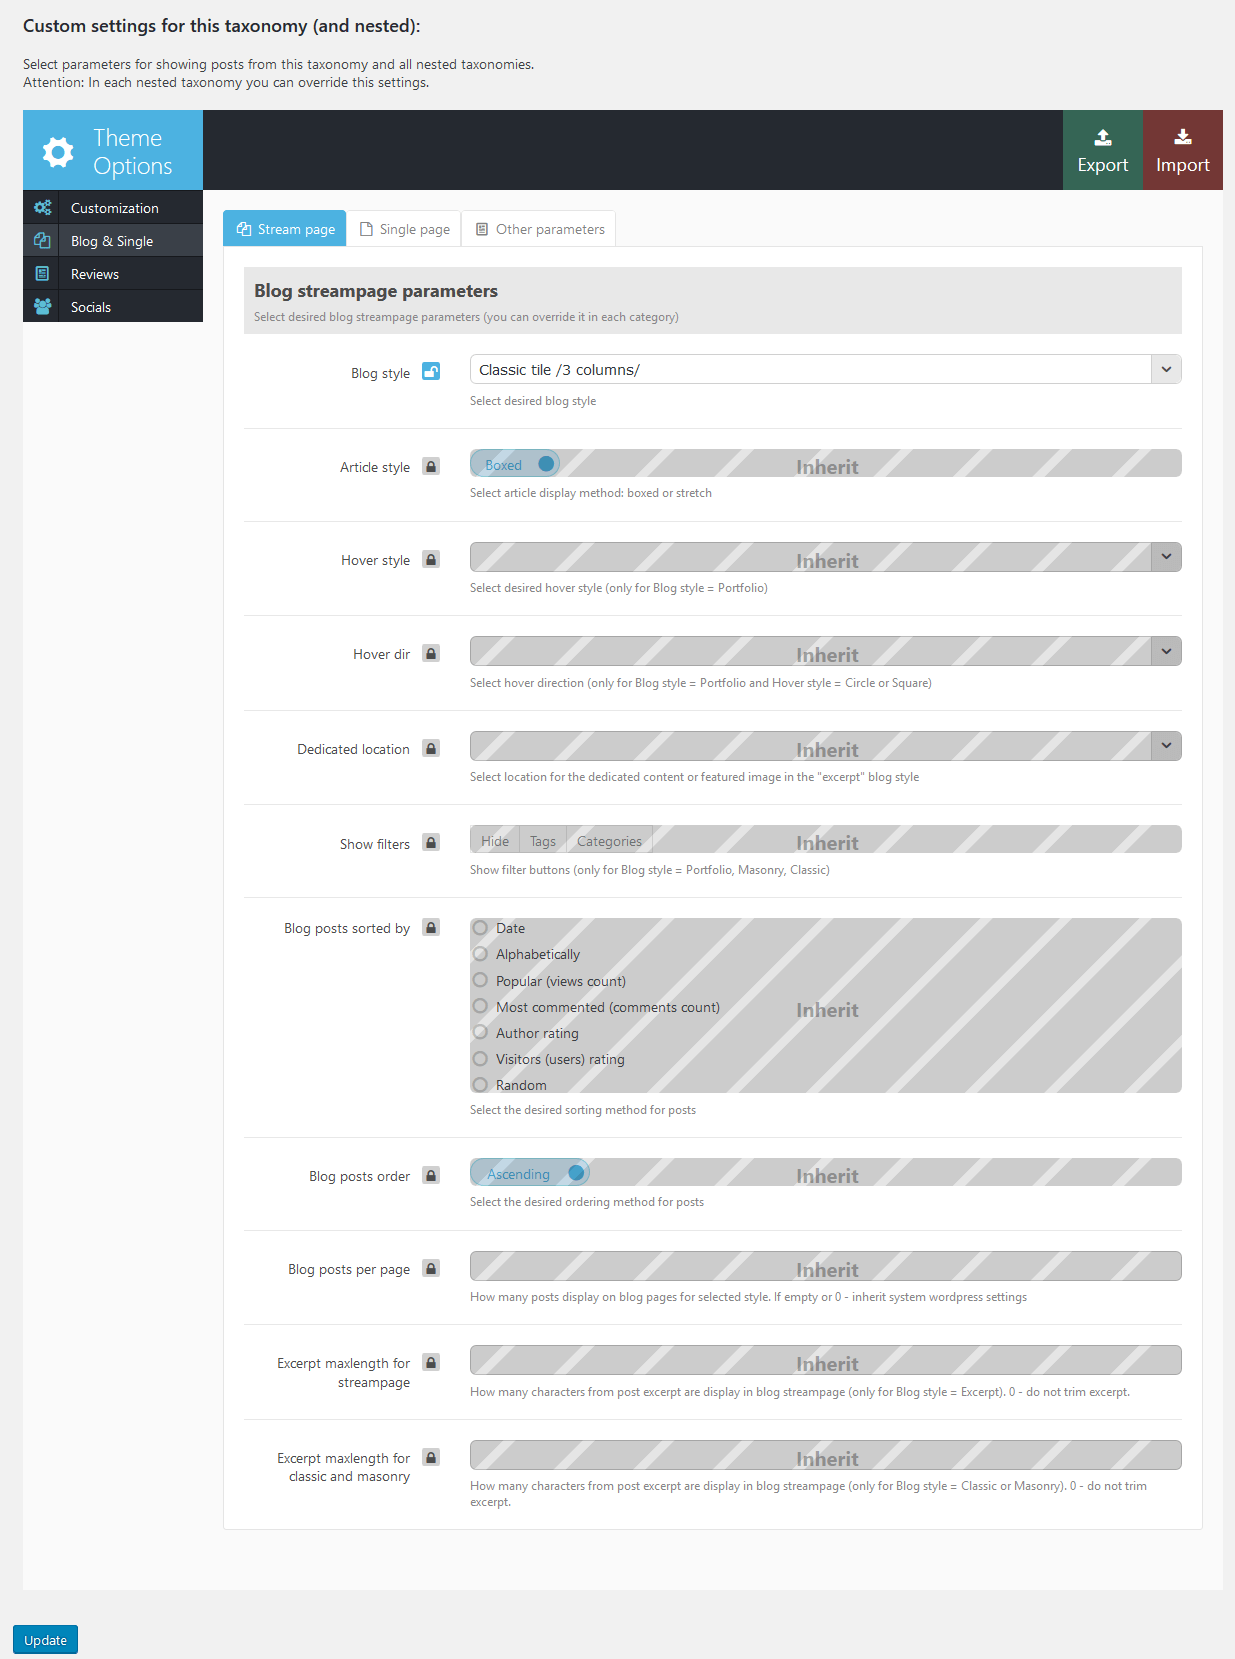 Custom settings for this taxonomy (and nested):
Select parameters for showing posts from this taxonomy and all nested taxonomies.
Attention: In each nested taxonomy you can override this settings.
Theme
Options
Export
Import
Customization
Blog & Single
Reviews
Socials
Stream page
Single page
Other parameters
Blog streampage parameters
Select desired blog streampage parameters (you can override it in each category)
Blog style
Classic tile /3 columns/
Select desired blog style
Article style
Boxed
Inherit
Select article display method: boxed or stretch
Hover style
Inherit
Select desired hover style (only for Blog style = Portfolio)
Hover dir
Inherit
Select hover direction (only for Blog style = Portfolio and Hover style = Circle or Square)
Dedicated location
Inherit
Select location for the dedicated content or featured image in the "excerpt" blog style
Show filters
Hide
Tags
Categories
Inherit
Show filter buttons (only for Blog style = Portfolio, Masonry, Classic)
Blog posts sorted by
Date
Alphabetically
Popular (views count)
Most commented (comments count)
Inherit
Author rating
Visitors (users) rating
Random
Select the desired sorting method for posts
Blog posts order
Ascending
Inherit
Select the desired ordering method for posts
Blog posts per page
Inherit
How many posts display on blog pages for selected style. If empty or 0 - inherit system wordpress settings
Excerpt maxlength for
streampage
Inherit
How many characters from post excerpt are display in blog streampage (only for Blog style = Excerpt). 0 - do not trim excerpt.
Excerpt maxlength for
classic and masonry
Inherit
How many characters from post excerpt are display in blog streampage (only for Blog style = Classic or Masonry). 0 - do not trim
excerpt.
Update